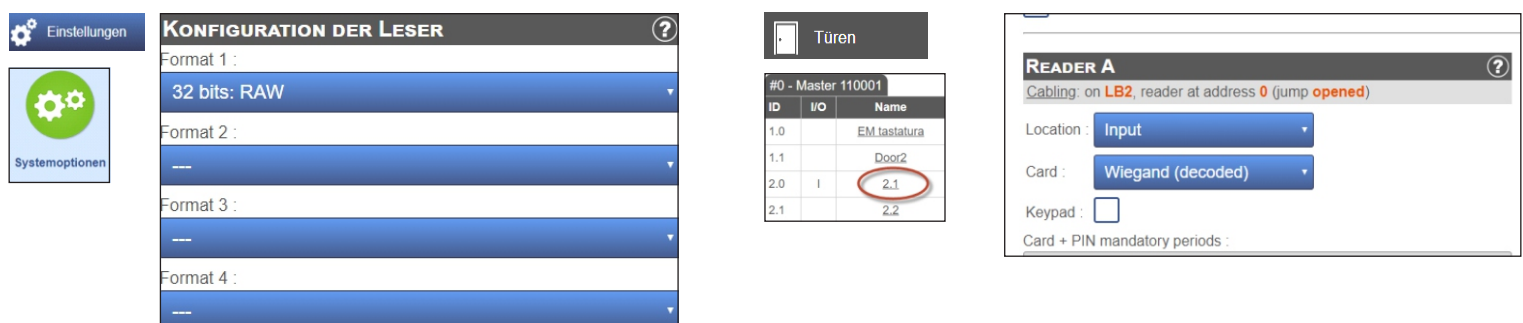 Einstellungen
Systemoptionen
KONFIGURATION DER LESER ?
Format 1 :
32 bits: RAW
Format 2 :
---
Format 3 :
---
Format 4 :
---
Türen
#0 - Master 110001
ID I/O Name
1.0 EM tastatura
1.1 Door2
2.0 I 2.1
2.1 2.2
READER A ?
Cabling: on LB2, reader at address 0 (jump opened)
Location : Input
Card : Wiegand (decoded)
Keypad :
Card + PIN mandatory periods :